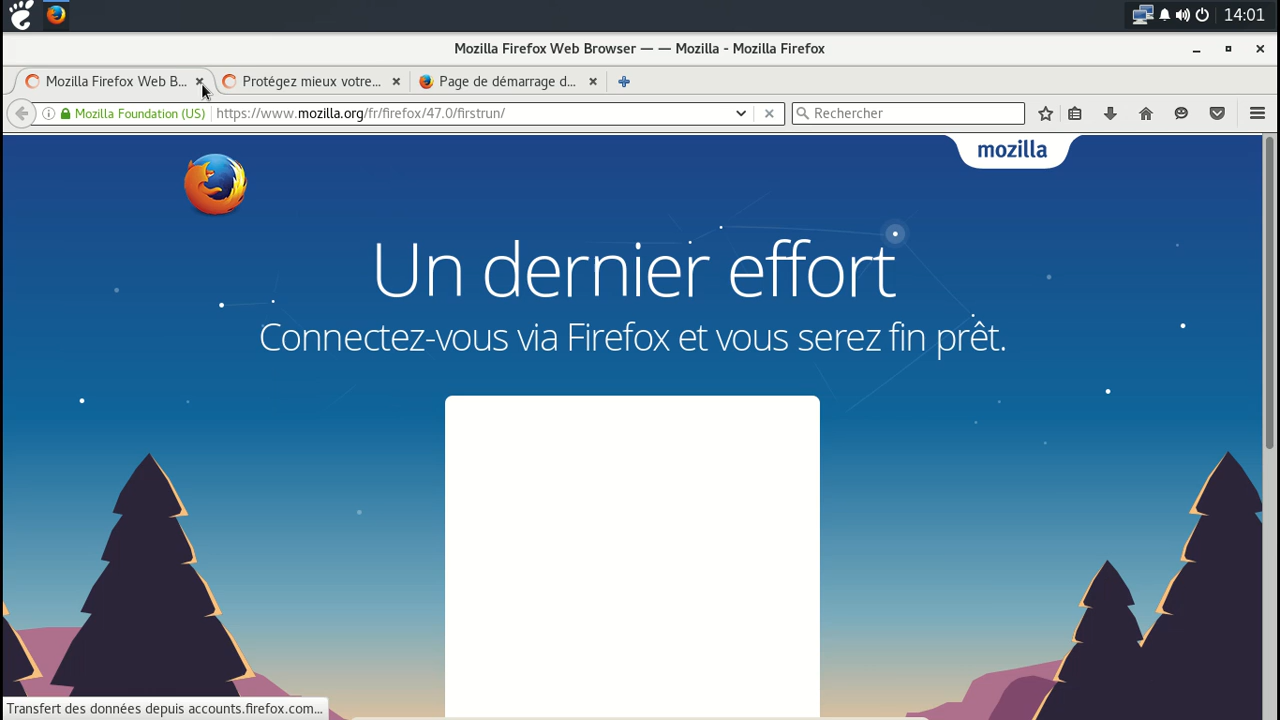 14:01
Mozilla Firefox Web Browser — — Mozilla - Mozilla Firefox
Mozilla Firefox Web B...
Protégez mieux votre...
Page de démarrage d...
Mozilla Foundation (US)
https://www.mozilla.org/fr/firefox/47.0/firstrun/
Rechercher
mozilla
Un dernier effort
Connectez-vous via Firefox et vous serez fin prêt.
Transfert des données depuis accounts.firefox.com...